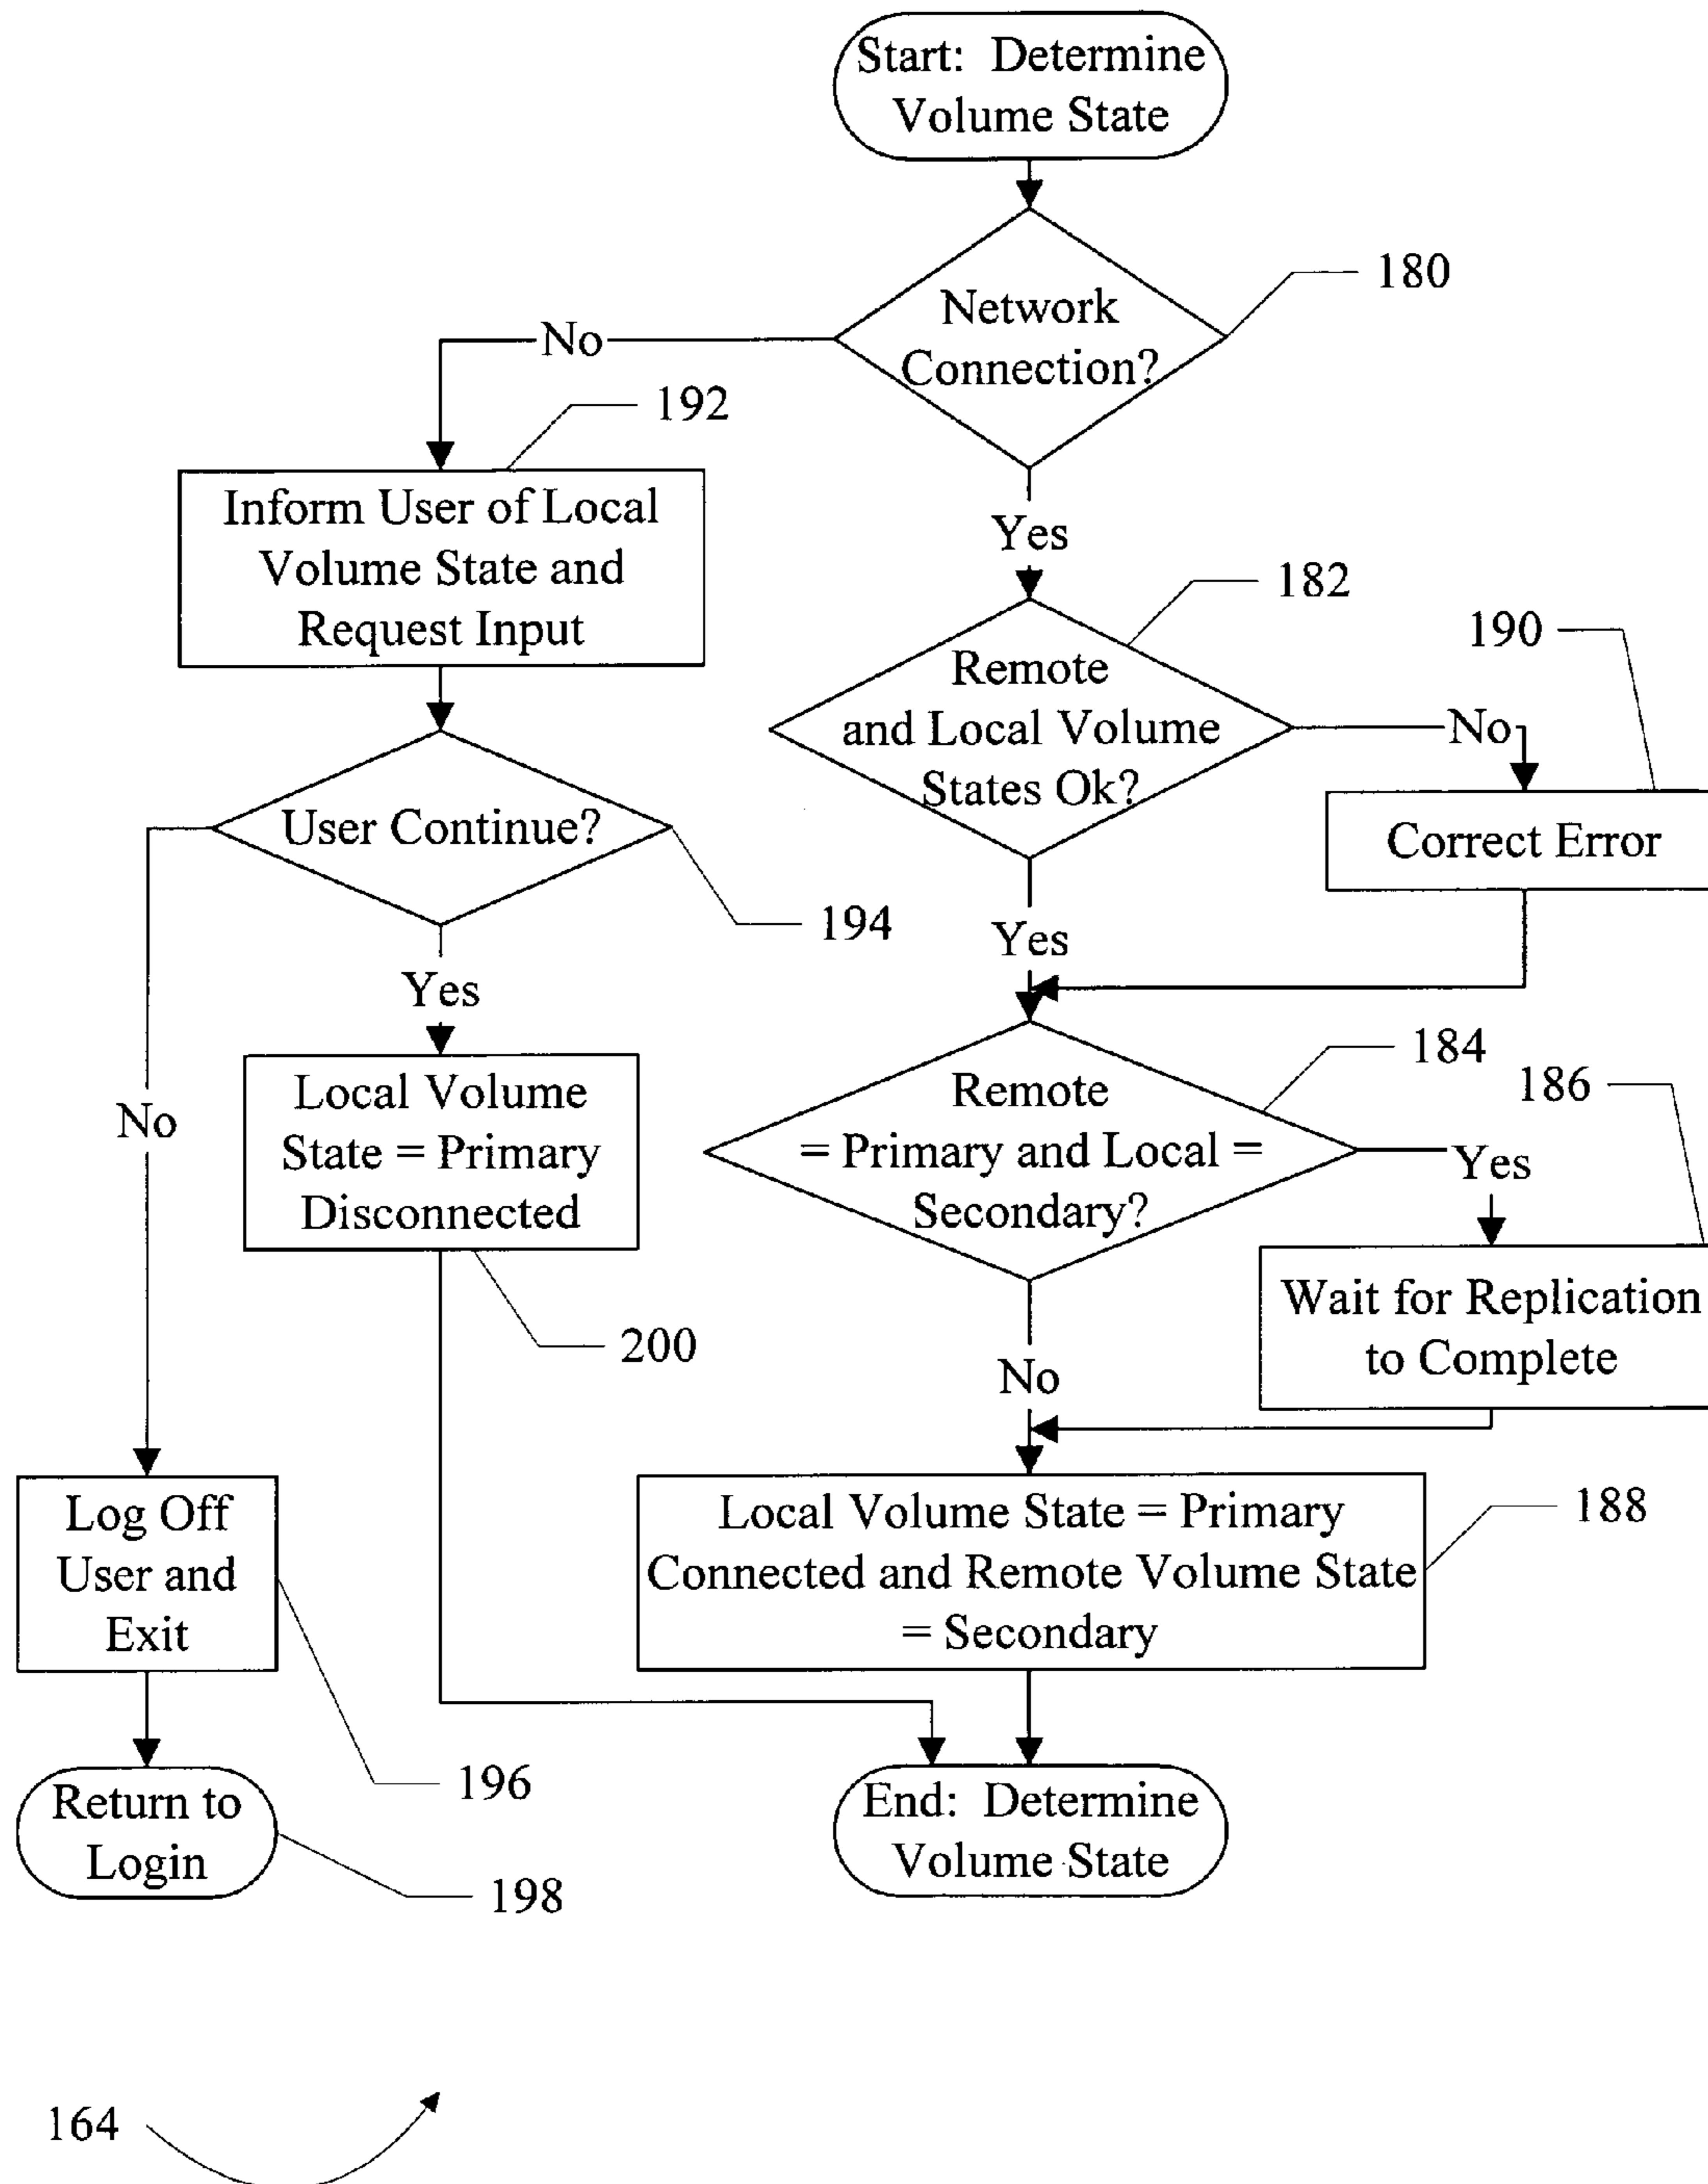 Start: Determine
Volume State
Network
Connection?
180
No
192
Inform User of Local
Volume State and
Request Input
Yes
182
Remote
and Local Volume
States Ok?
190
No
Correct Error
User Continue?
194
Yes
Yes
No
Local Volume
State = Primary
Disconnected
200
184
Remote
= Primary and Local =
Secondary?
186
Yes
Wait for Replication
to Complete
No
Log Off
User and
Exit
196
Local Volume State = Primary
Connected and Remote Volume State
= Secondary
188
Return to
Login
198
End: Determine
Volume State
164